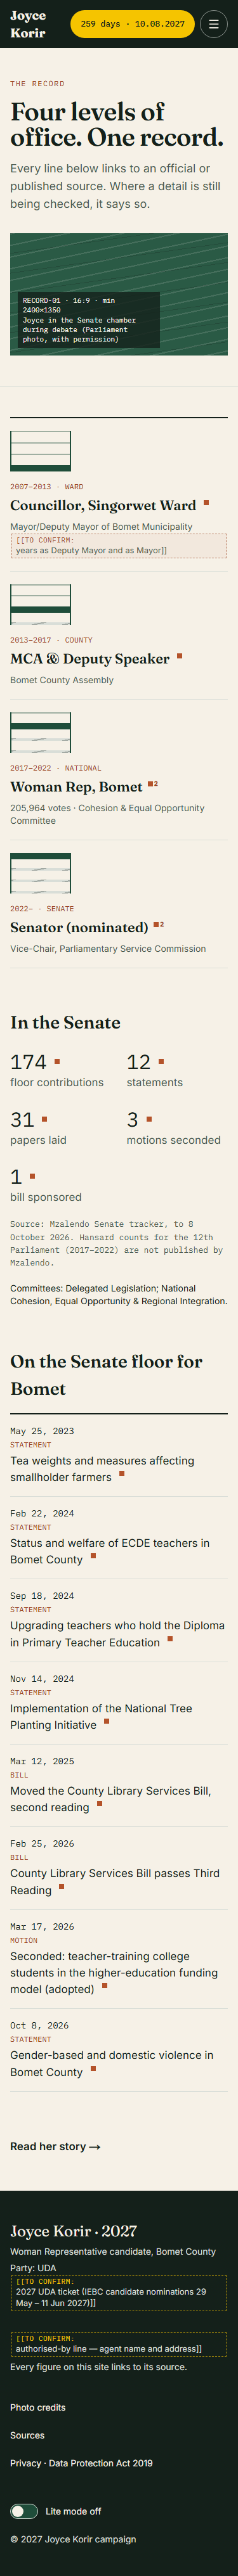 Joyce
Korir
259 days · 10.08.2027
THE RECORD
Four levels of
office. One record.
Every line below links to an official or
published source. Where a detail is still
being checked, it says so.
RECORD-01 · 16:9 · min
2400×1350
Joyce in the Senate chamber
during debate (Parliament
photo, with permission)
2007–2013 · WARD
Councillor, Singorwet Ward
Mayor/Deputy Mayor of Bomet Municipality
[[TO CONFIRM:
years as Deputy Mayor and as Mayor]]
2013–2017 · COUNTY
MCA & Deputy Speaker
Bomet County Assembly
2017–2022 · NATIONAL
Woman Rep, Bomet 2
205,964 votes · Cohesion & Equal Opportunity
Committee
2022– · SENATE
Senator (nominated) 2
Vice-Chair, Parliamentary Service Commission
In the Senate
174
floor contributions
12
statements
31
papers laid
3
motions seconded
1
bill sponsored
Source: Mzalendo Senate tracker, to 8
October 2026. Hansard counts for the 12th
Parliament (2017–2022) are not published by
Mzalendo.
Committees: Delegated Legislation; National
Cohesion, Equal Opportunity & Regional Integration.
On the Senate floor for
Bomet
May 25, 2023
STATEMENT
Tea weights and measures affecting
smallholder farmers
Feb 22, 2024
STATEMENT
Status and welfare of ECDE teachers in
Bomet County
Sep 18, 2024
STATEMENT
Upgrading teachers who hold the Diploma
in Primary Teacher Education
Nov 14, 2024
STATEMENT
Implementation of the National Tree
Planting Initiative
Mar 12, 2025
BILL
Moved the County Library Services Bill,
second reading
Feb 25, 2026
BILL
County Library Services Bill passes Third
Reading
Mar 17, 2026
MOTION
Seconded: teacher-training college
students in the higher-education funding
model (adopted)
Oct 8, 2026
STATEMENT
Gender-based and domestic violence in
Bomet County
Read her story →
Joyce Korir · 2027
Woman Representative candidate, Bomet County
Party: UDA
[[TO CONFIRM:
2027 UDA ticket (IEBC candidate nominations 29
May – 11 Jun 2027)]]
[[TO CONFIRM:
authorised-by line — agent name and address]]
Every figure on this site links to its source.
Photo credits
Sources
Privacy · Data Protection Act 2019
Lite mode off
© 2027 Joyce Korir campaign